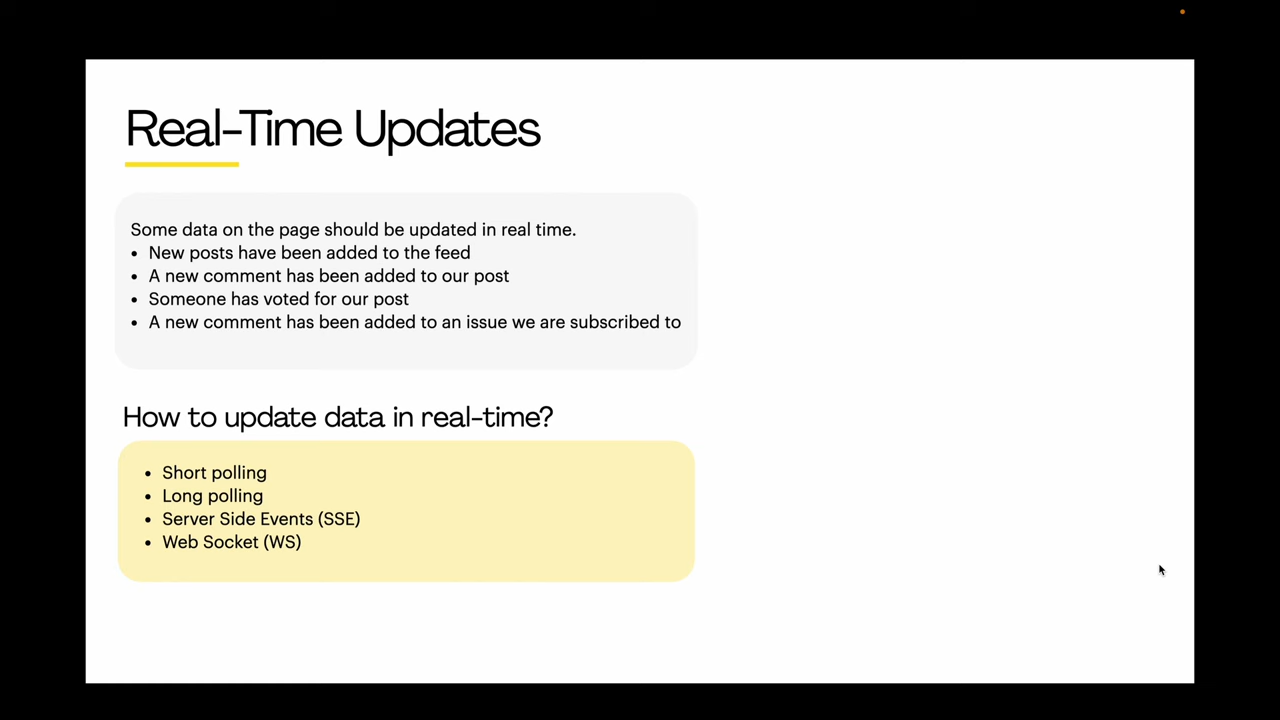 Real-Time Updates
Some data on the page should be updated in real time.
• New posts have been added to the feed
• A new comment has been added to our post
• Someone has voted for our post
• A new comment has been added to an issue we are subscribed to
How to update data in real-time?
• Short polling
• Long polling
• Server Side Events (SSE)
• Web Socket (WS)